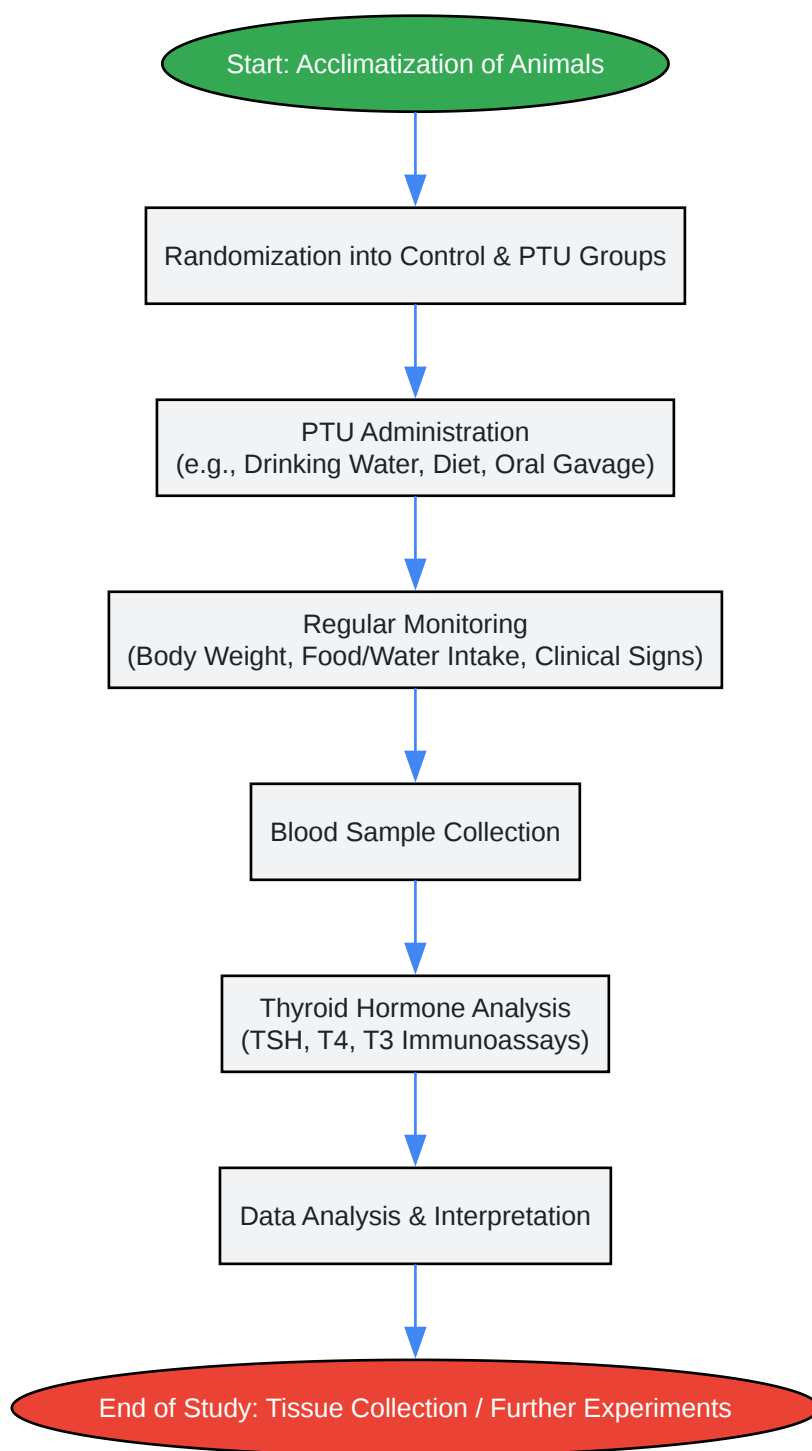 Start: Acclimatization of Animals
Randomization into Control & PTU Groups
PTU Administration
(e.g., Drinking Water, Diet, Oral Gavage)
Regular Monitoring
(Body Weight, Food/Water Intake, Clinical Signs)
Blood Sample Collection
Thyroid Hormone Analysis
(TSH, T4, T3 Immunoassays)
Data Analysis & Interpretation
End of Study: Tissue Collection / Further Experiments